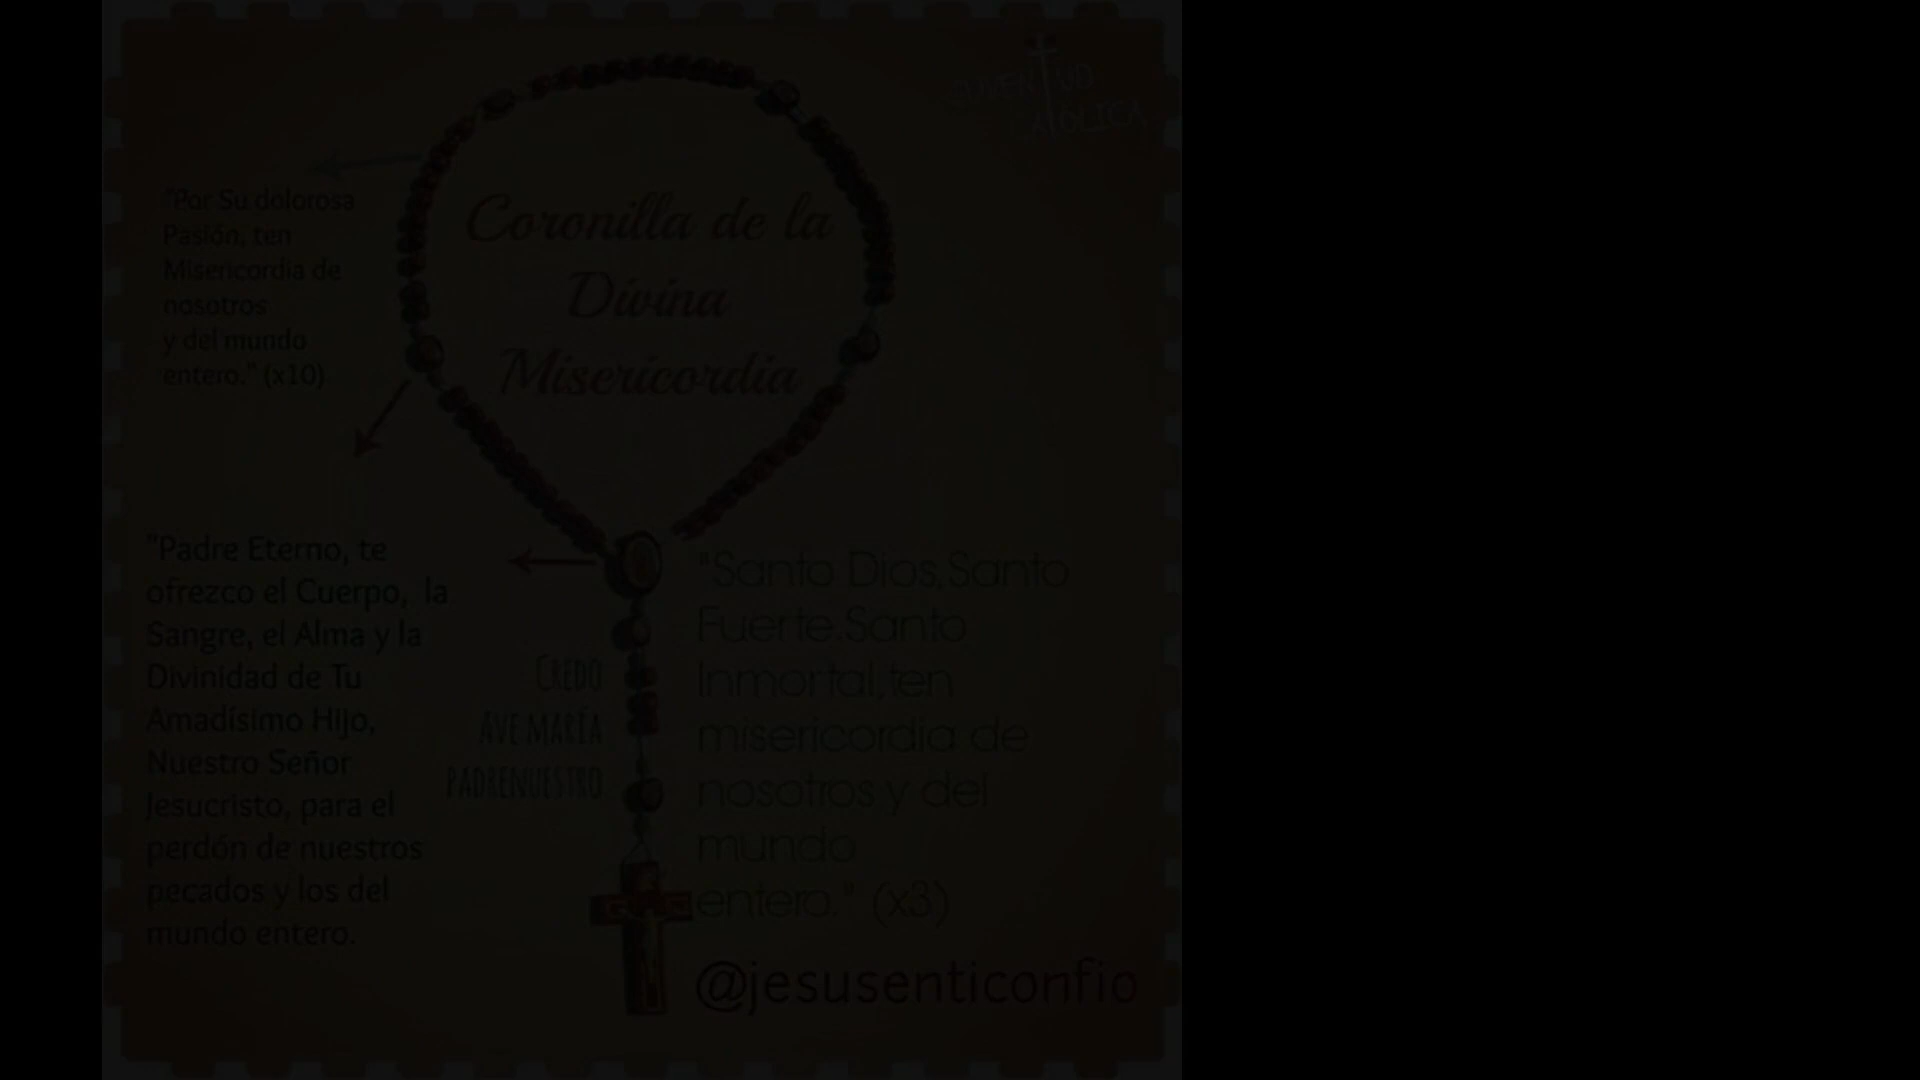 JUVENTUD
CATÓLICA
"Por Su dolorosa
Pasión, ten
Misericordia de
nosotros
y del mundo
entero." (x10)
Coronilla de la
Divina
Misericordia
"Padre Eterno, te
ofrezco el Cuerpo, la
Sangre, el Alma y la
Divinidad de Tu
Amadísimo Hijo,
Nuestro Señor
Jesucristo, para el
perdón de nuestros
pecados y los del
mundo entero.
CREDO
AVE MARÍA
PADRENUESTRO
"Santo Dios,Santo
Fuerte.Santo
Inmortal,ten
misericordia de
nosotros y del
mundo
entero." (x3)
@jesusenticonfio